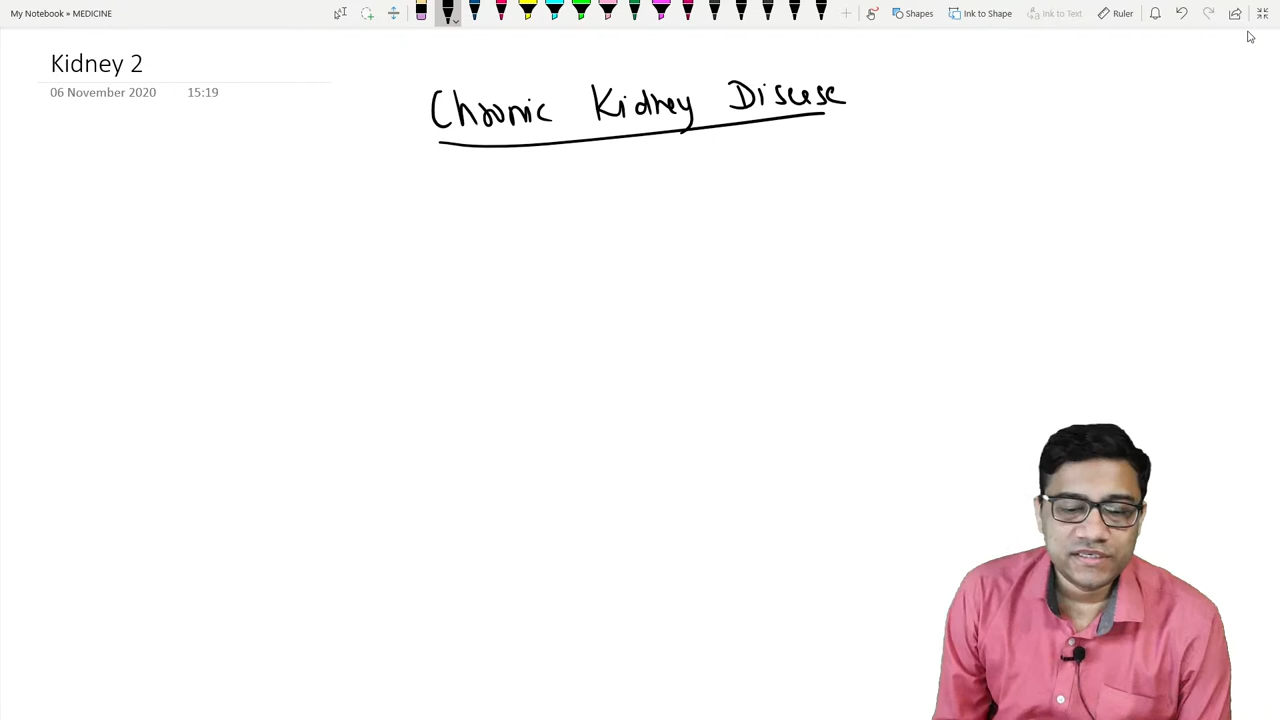 My Notebook » MEDICINE
Shapes
Ink to Shape
Ink to Text
Ruler
Kidney 2
06 November 2020 15:19
Chronic Kidney Disease